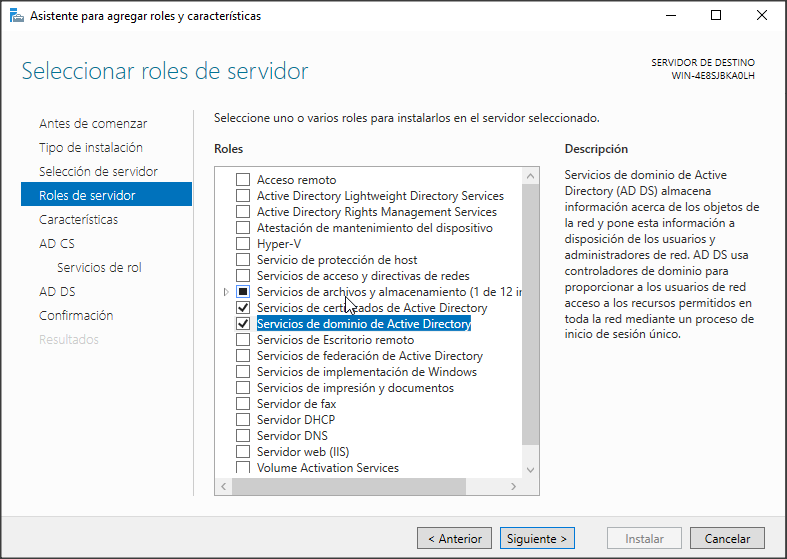 Asistente para agregar roles y características
Seleccionar roles de servidor
SERVIDOR DE DESTINO
WIN-4E8SJBKA0LH
Antes de comenzar
Tipo de instalación
Selección de servidor
Roles de servidor
Características
AD CS
Servicios de rol
AD DS
Confirmación
Resultados
Seleccione uno o varios roles para instalarlos en el servidor seleccionado.
Roles
Acceso remoto
Active Directory Lightweight Directory Services
Active Directory Rights Management Services
Atestación de mantenimiento del dispositivo
Hyper-V
Servicio de protección de host
Servicios de acceso y directivas de redes
Servicios de archivos y almacenamiento (1 de 12 in
Servicios de certificados de Active Directory
Servicios de dominio de Active Directory
Servicios de Escritorio remoto
Servicios de federación de Active Directory
Servicios de implementación de Windows
Servicios de impresión y documentos
Servidor de fax
Servidor DHCP
Servidor DNS
Servidor web (IIS)
Volume Activation Services
Descripción
Servicios de dominio de Active
Directory (AD DS) almacena
información acerca de los objetos de
la red y pone esta información a
disposición de los usuarios y
administradores de red. AD DS usa
controladores de dominio para
proporcionar a los usuarios de red
acceso a los recursos permitidos en
toda la red mediante un proceso de
inicio de sesión único.
< Anterior
Siguiente >
Instalar
Cancelar